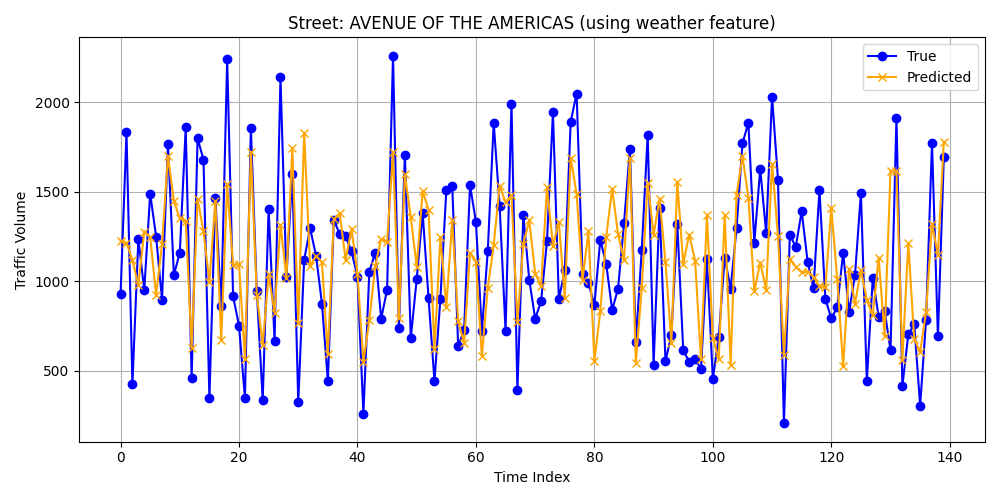 Street: AVENUE OF THE AMERICAS (using weather feature)
True
Predicted
Traffic Volume
2000
1500
1000
500
0 20 40 60 80 100 120 140
Time Index